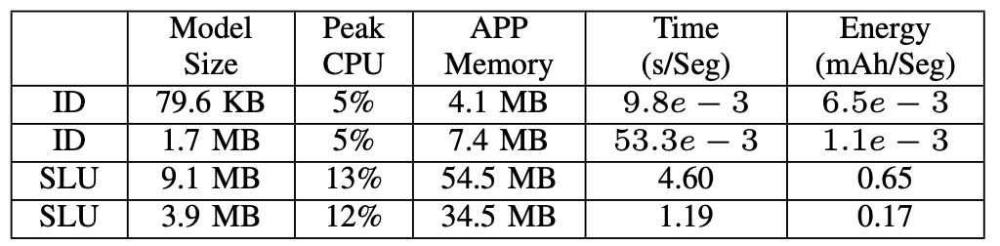 Model Size Peak CPU APP Memory Time (s/Seg) Energy (mAh/Seg)
ID 79.6 KB 5% 4.1 MB 9.8e − 3 6.5e − 3
ID 1.7 MB 5% 7.4 MB 53.3e − 3 1.1e − 3
SLU 9.1 MB 13% 54.5 MB 4.60 0.65
SLU 3.9 MB 12% 34.5 MB 1.19 0.17